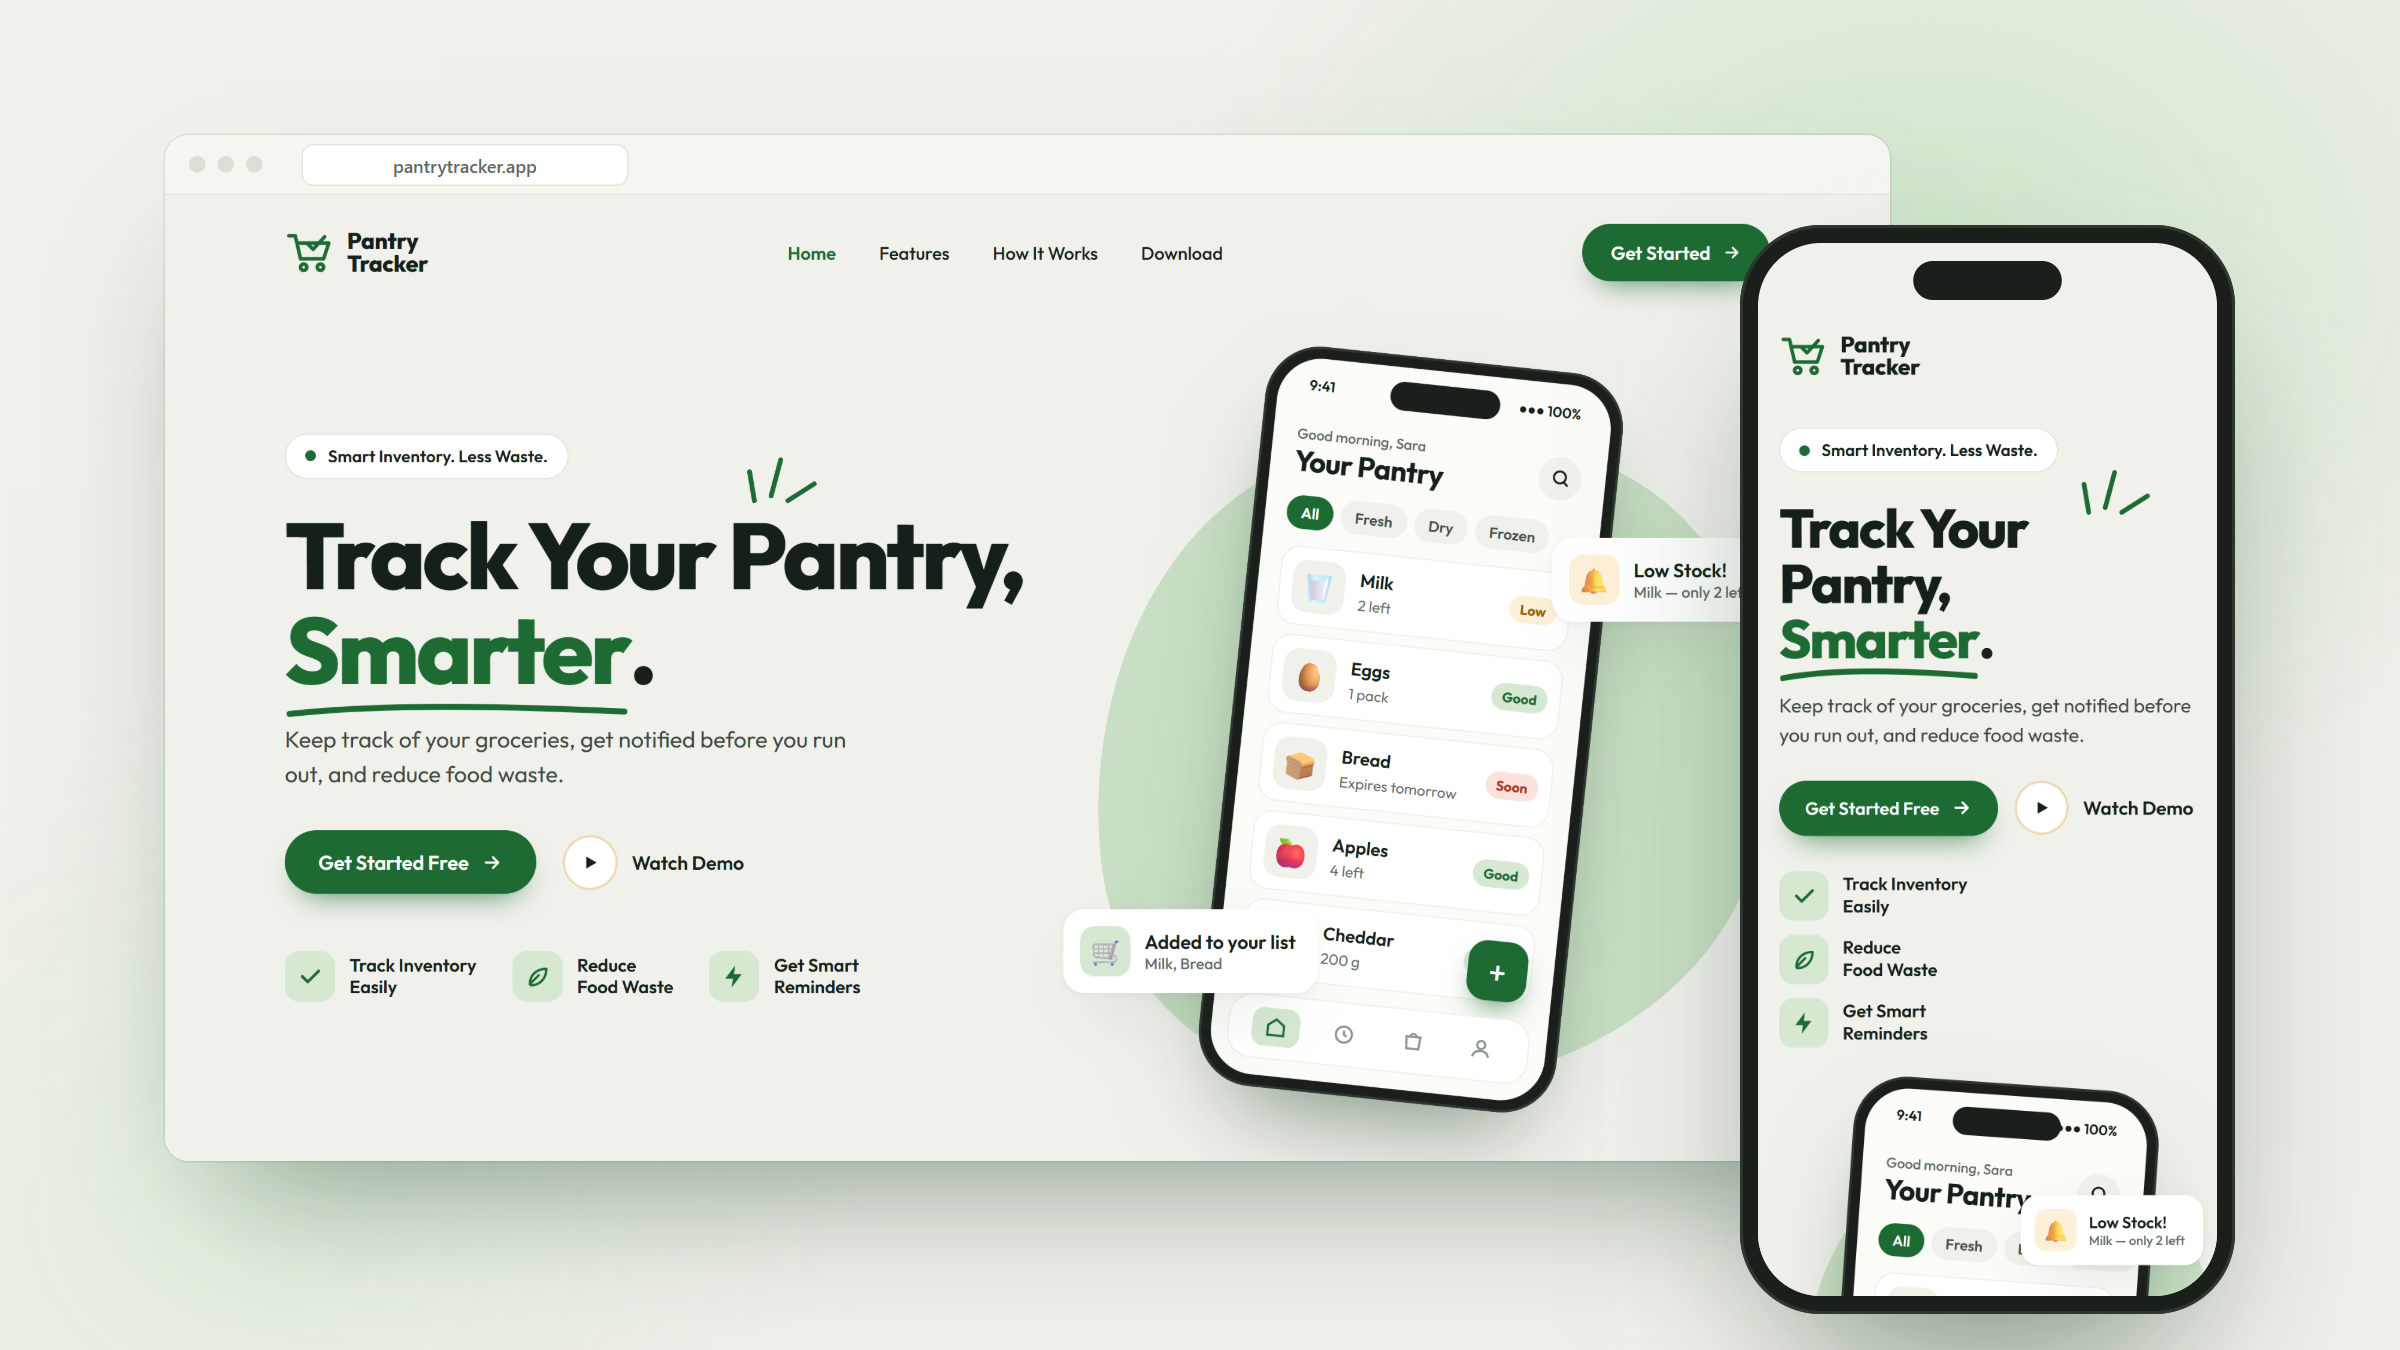 pantrytracker.app
Pantry
Tracker
Home
Features
How It Works
Download
Get Started
Smart Inventory. Less Waste.
Track Your Pantry,
Smarter.
Keep track of your groceries, get notified before you run
out, and reduce food waste.
Get Started Free
Watch Demo
Track Inventory
Easily
Reduce
Food Waste
Get Smart
Reminders
9:41
100%
Good morning, Sara
Your Pantry
All
Fresh
Dry
Frozen
Milk
2 left
Low
Low Stock!
Milk — only 2 left
Eggs
1 pack
Good
Bread
Expires tomorrow
Soon
Apples
4 left
Good
Added to your list
Milk, Bread
Cheddar
200 g
+
Pantry
Tracker
Smart Inventory. Less Waste.
Track Your
Pantry,
Smarter.
Keep track of your groceries, get notified before
you run out, and reduce food waste.
Get Started Free
Watch Demo
Track Inventory
Easily
Reduce
Food Waste
Get Smart
Reminders
9:41
100%
Good morning, Sara
Your Pantry
All
Fresh
Low Stock!
Milk — only 2 left